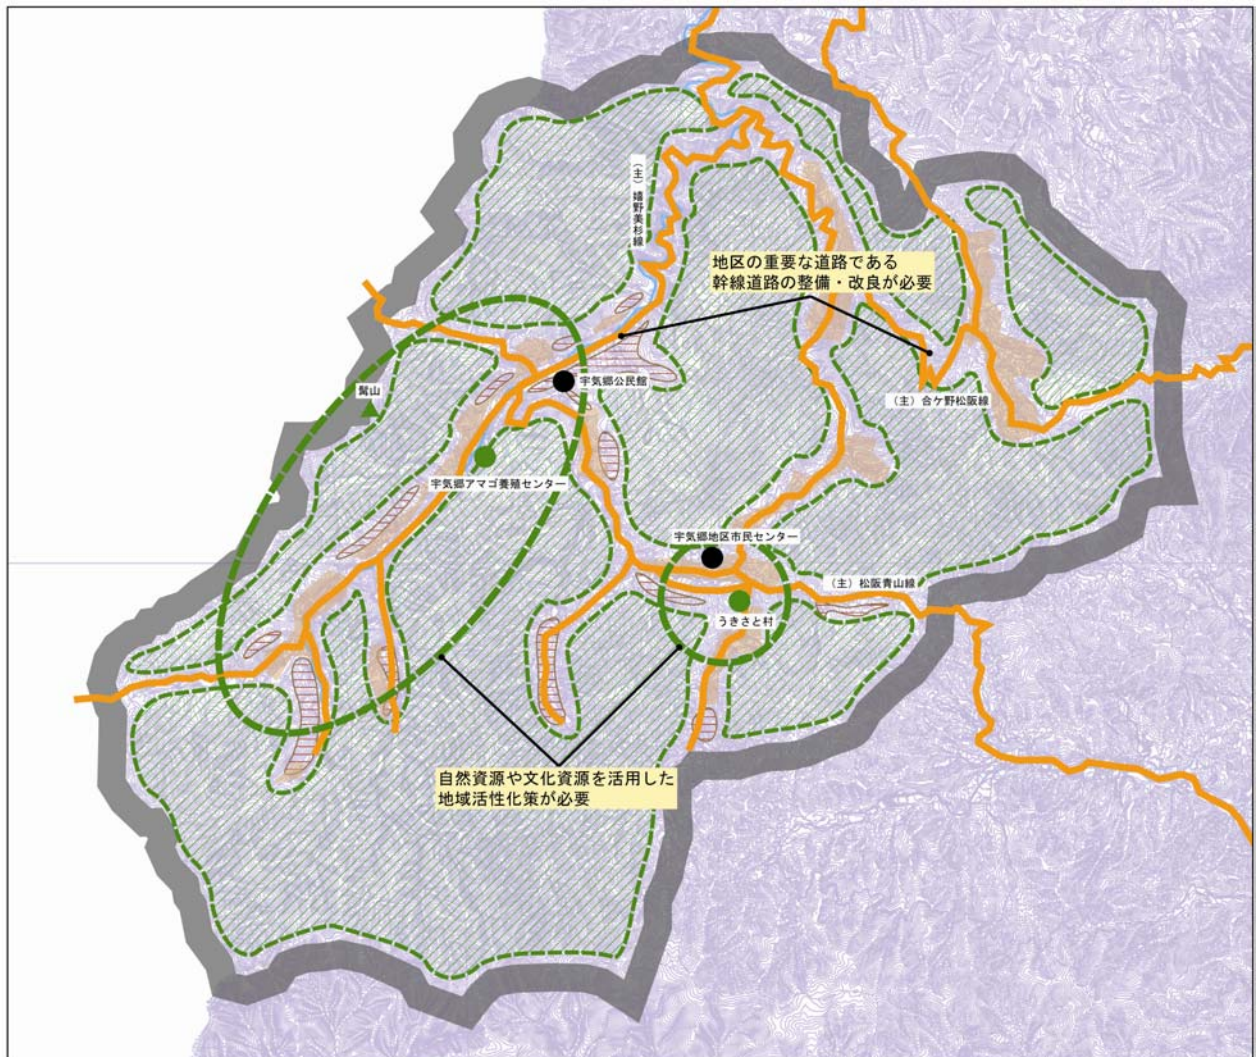 (主)嬉野美杉線
地区の重要な道路である
幹線道路の整備・改良が必要
宇気郷公民館
髯山
(主)合ケ野松阪線
宇気郷アマゴ養殖センター
宇気郷地区市民センター
(主)松阪青山線
うきさと村
自然資源や文化資源を活用した
地域活性化策が必要